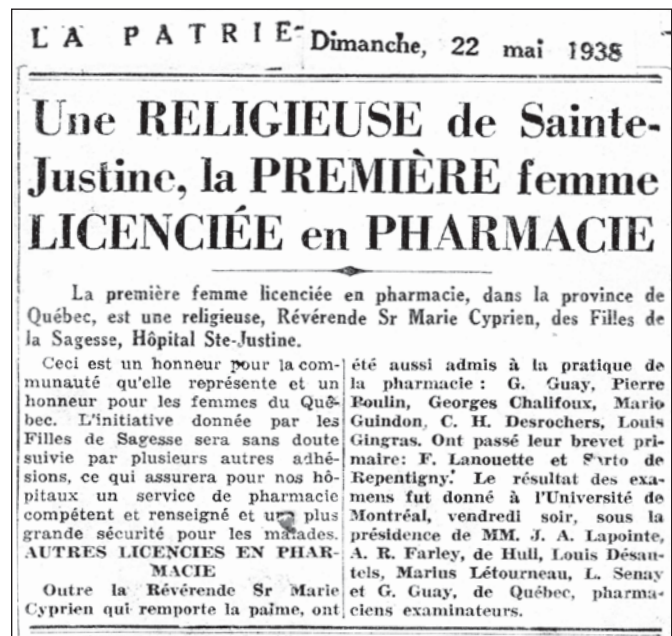 LA PATRIE- Dimanche, 22 mai 1938
Une RELIGIEUSE de Sainte-
Justine, la PREMIÈRE femme
LICENCIÉE en PHARMACIE
La première femme licenciée en pharmacie, dans la province de
Québec, est une religieuse, Révérende Sr Marie Cyprien, des Filles de
la Sagesse, Hôpital Ste-Justine.
Ceci est un honneur pour la com-
munauté qu'elle représente et un
honneur pour les femmes du Qué-
bec. L'initiative donnée par les
Filles de Sagesse sera sans doute
suivie par plusieurs autres adhé-
sions, ce qui assurera pour nos hô-
pitaux un service de pharmacie
compétent et renseigné et une plus
grande sécurité pour les malades.
AUTRES LICENCIES EN PHAR-
MACIE
Outre la Révérende Sr Marie
Cyprien qui remporte la palme, ont
été aussi admis à la pratique de
la pharmacie : G. Guay, Pierre
Poulin, Georges Chalifoux, Mario
Guindon, C. H. Desrochers, Louis
Gingras. Ont passé leur brevet pri-
maire: F. Lanouette et Sarto de
Repentigny. Le résultat des exa-
mens fut donné à l'Université de
Montréal, vendredi soir, sous la
présidence de MM. J. A. Lapointe,
A. R. Farley, de Hull, Louis Désau-
tels, Marius Létourneau, L. Senay
et G. Guay, de Québec, pharma-
ciens examinateurs.